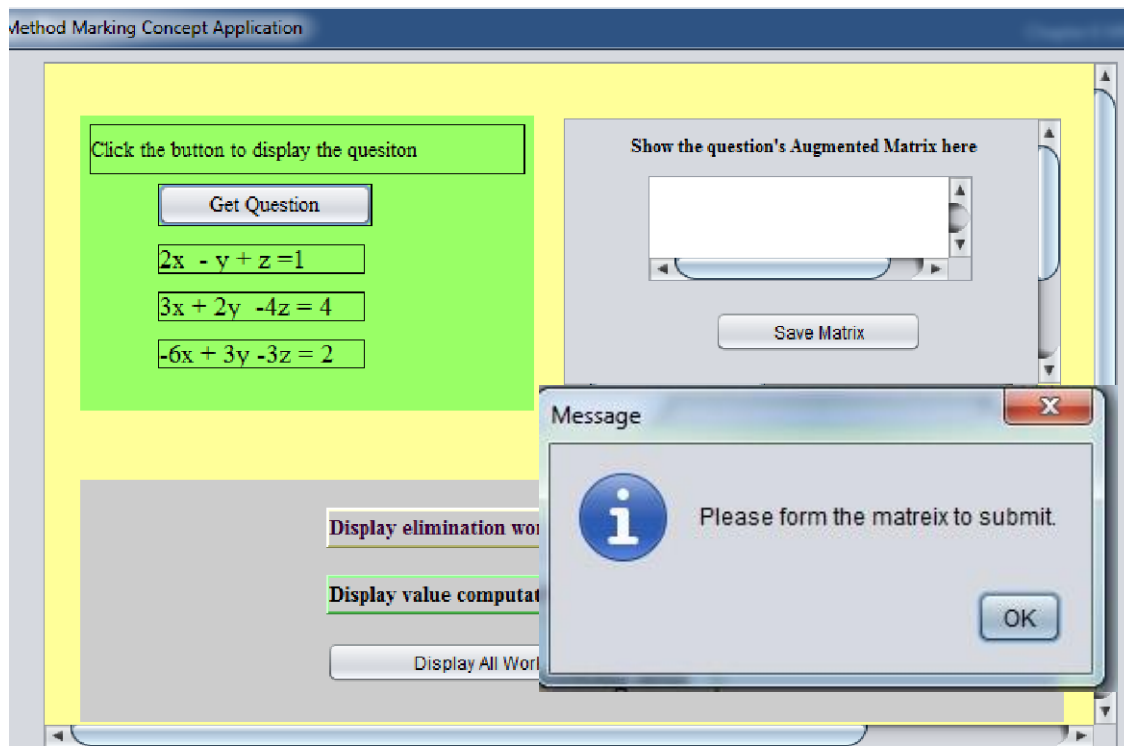 Method Marking Concept Application
Click the button to display the quesiton
Get Question
2x - y + z =1
3x + 2y -4z = 4
-6x + 3y -3z = 2
Show the question's Augmented Matrix here
Save Matrix
Message
Please form the matreix to submit.
OK
Display elimination wor
Display value computat
Display All Worl